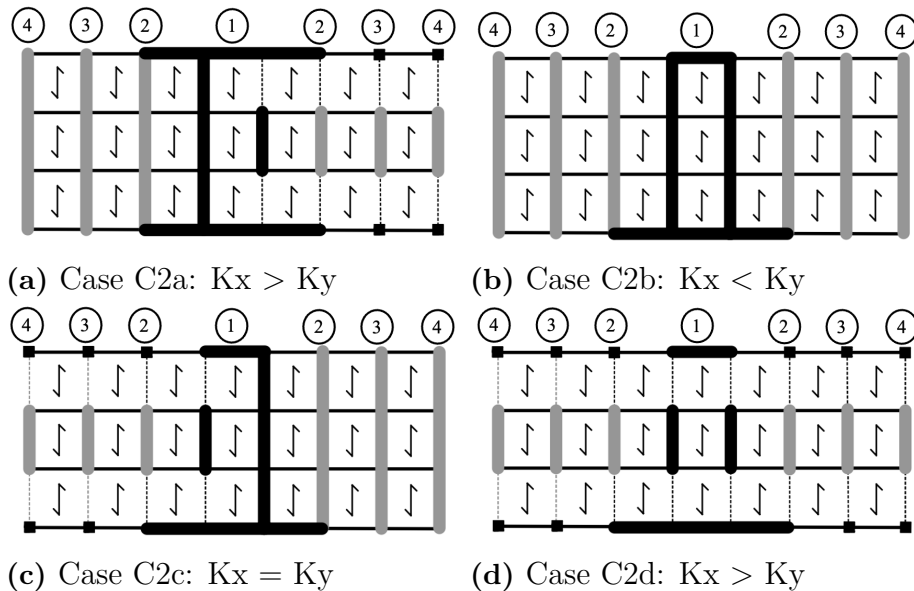 4 3 2 1 2 3 4
4 3 2 1 2 3 4
(a) Case C2a: Kx > Ky
(b) Case C2b: Kx < Ky
4 3 2 1 2 3 4
4 3 2 1 2 3 4
(c) Case C2c: Kx = Ky
(d) Case C2d: Kx > Ky